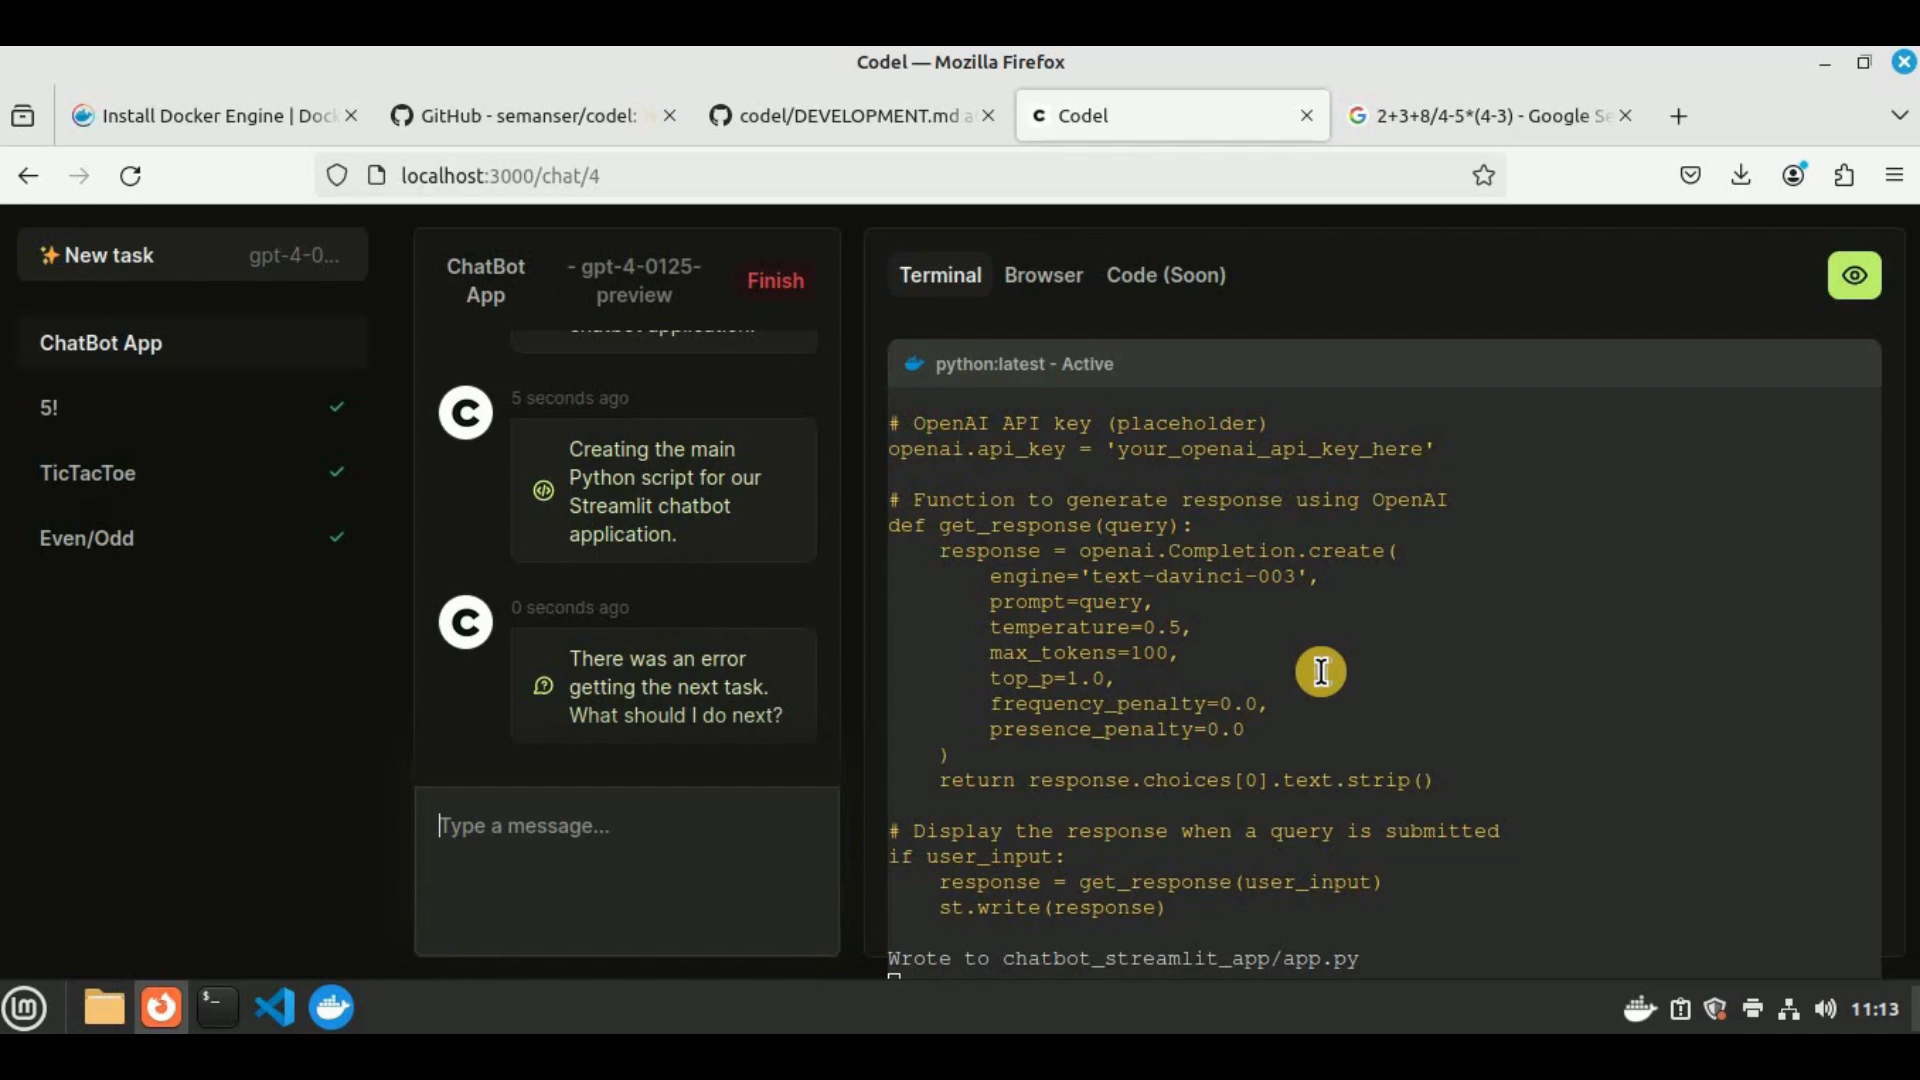 Codel — Mozilla Firefox
Install Docker Engine | Doc
GitHub - semanser/codel:
codel/DEVELOPMENT.md a
Codel
2+3+8/4-5*(4-3) - Google Se
localhost:3000/chat/4
New task gpt-4-0...
ChatBot App
5!
TicTacToe
Even/Odd
ChatBot App
- gpt-4-0125-preview
Finish
chatbot application.
5 seconds ago
Creating the main
Python script for our
Streamlit chatbot
application.
0 seconds ago
There was an error
getting the next task.
What should I do next?
Type a message...
Terminal Browser Code (Soon)
python:latest - Active
# OpenAI API key (placeholder)
openai.api_key = 'your_openai_api_key_here'
# Function to generate response using OpenAI
def get_response(query):
    response = openai.Completion.create(
        engine='text-davinci-003',
        prompt=query,
        temperature=0.5,
        max_tokens=100,
        top_p=1.0,
        frequency_penalty=0.0,
        presence_penalty=0.0
    )
    return response.choices[0].text.strip()
# Display the response when a query is submitted
if user_input:
    response = get_response(user_input)
    st.write(response)
Wrote to chatbot_streamlit_app/app.py
11:13